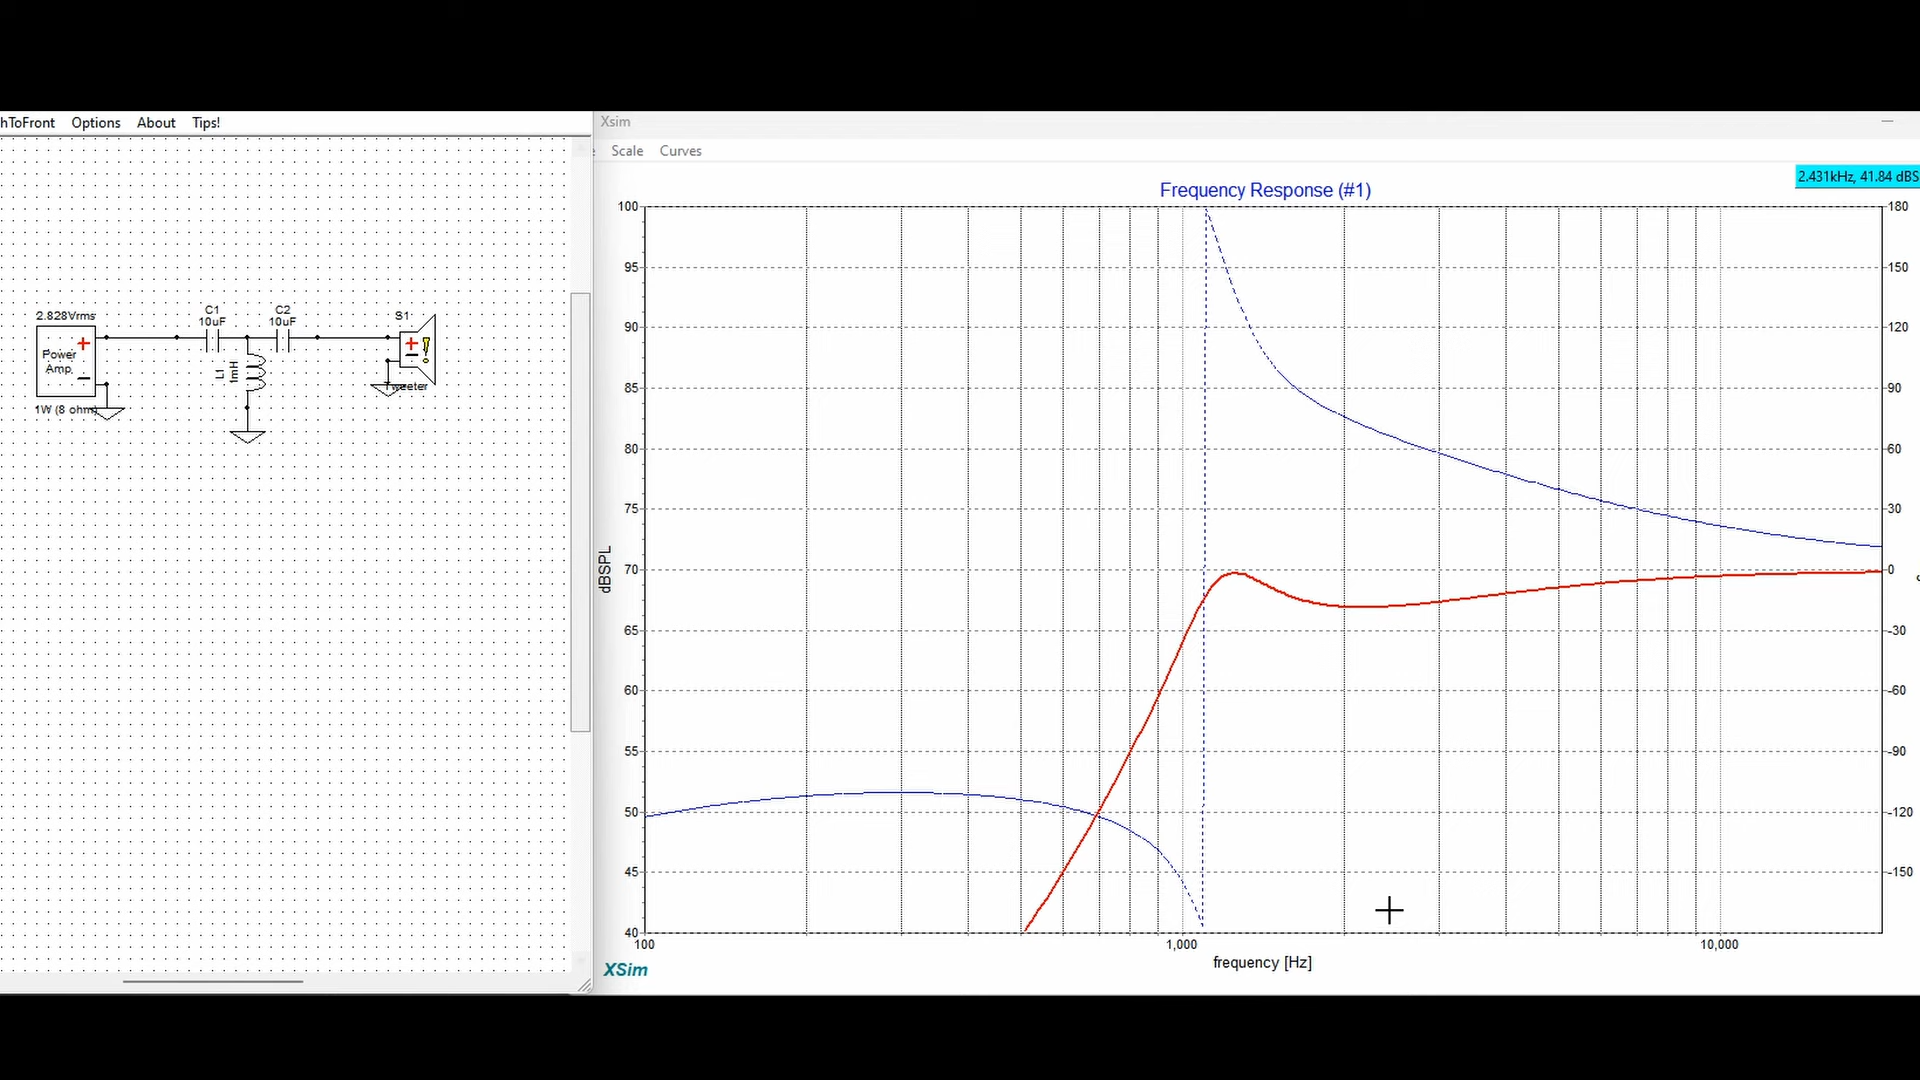 hToFront Options About Tips!
Xsim
Scale Curves
2.431kHz, 41.84 dBS
Frequency Response (#1)
2.828Vrms
Power
Amp.
1W (8 ohm)
C1
10uF
C2
10uF
L1
1mH
S1
Tweeter
dBSPL
100
95
90
85
80
75
70
65
60
55
50
45
40
180
150
120
90
60
30
0
-30
-60
-90
-120
-150
100 1,000 10,000
frequency [Hz]
XSim